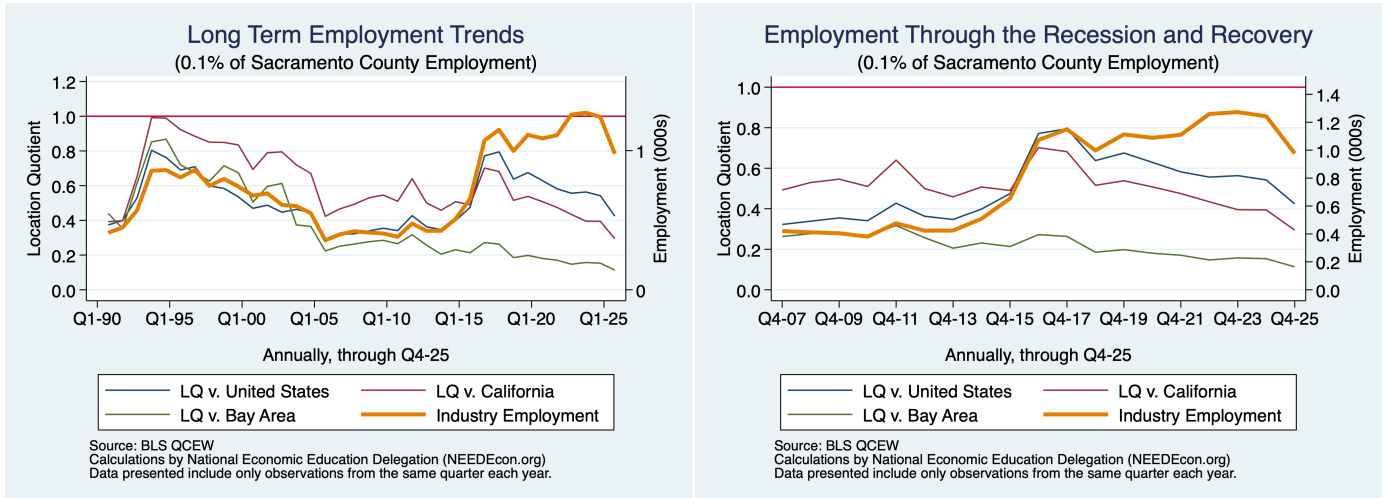 Long Term Employment Trends
(0.1% of Sacramento County Employment)
Location Quotient
1.2
1.0
0.8
0.6
0.4
0.2
0.0
1
0
Employment (000s)
Q1-90 Q1-95 Q1-00 Q1-05 Q1-10 Q1-15 Q1-20 Q1-25
Annually, through Q4-25
LQ v. United States LQ v. California
LQ v. Bay Area Industry Employment
Source: BLS QCEW
Calculations by National Economic Education Delegation (NEEDEcon.org)
Data presented include only observations from the same quarter each year.
Employment Through the Recession and Recovery
(0.1% of Sacramento County Employment)
Location Quotient
1.0
0.8
0.6
0.4
0.2
0.0
1.4
1.2
1.0
0.8
0.6
0.4
0.2
0.0
Employment (000s)
Q4-07 Q4-09 Q4-11 Q4-13 Q4-15 Q4-17 Q4-19 Q4-21 Q4-23 Q4-25
Annually, through Q4-25
LQ v. United States LQ v. California
LQ v. Bay Area Industry Employment
Source: BLS QCEW
Calculations by National Economic Education Delegation (NEEDEcon.org)
Data presented include only observations from the same quarter each year.